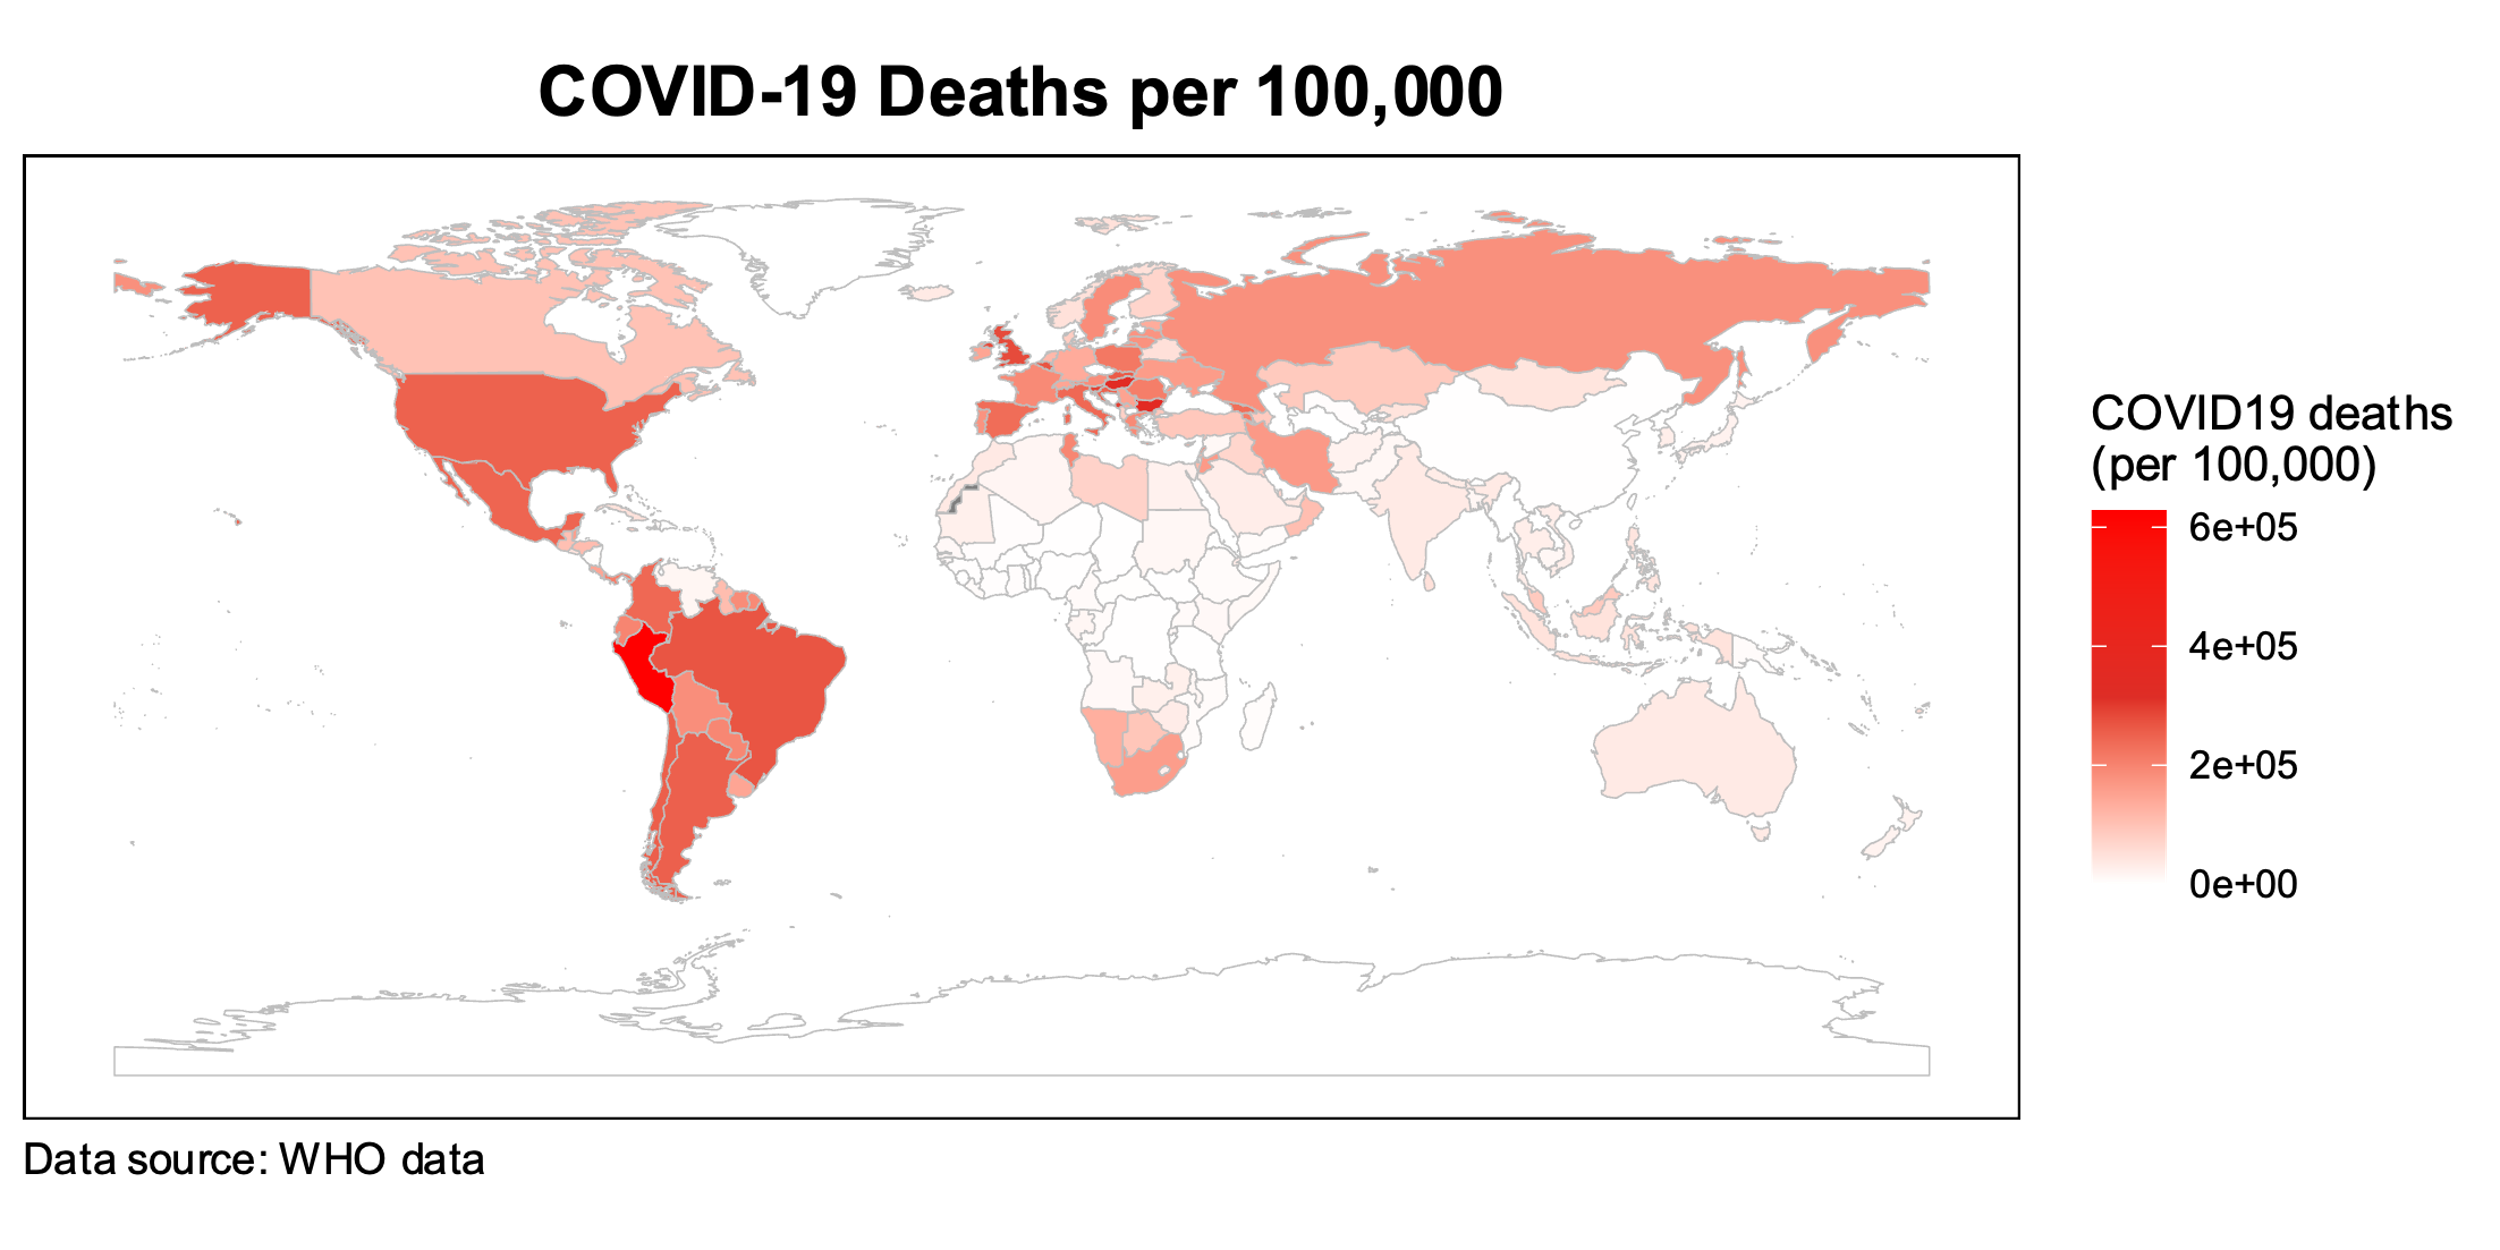 COVID-19 Deaths per 100,000
COVID19 deaths
(per 100,000)
6e+05
4e+05
2e+05
0e+00
Data source: WHO data